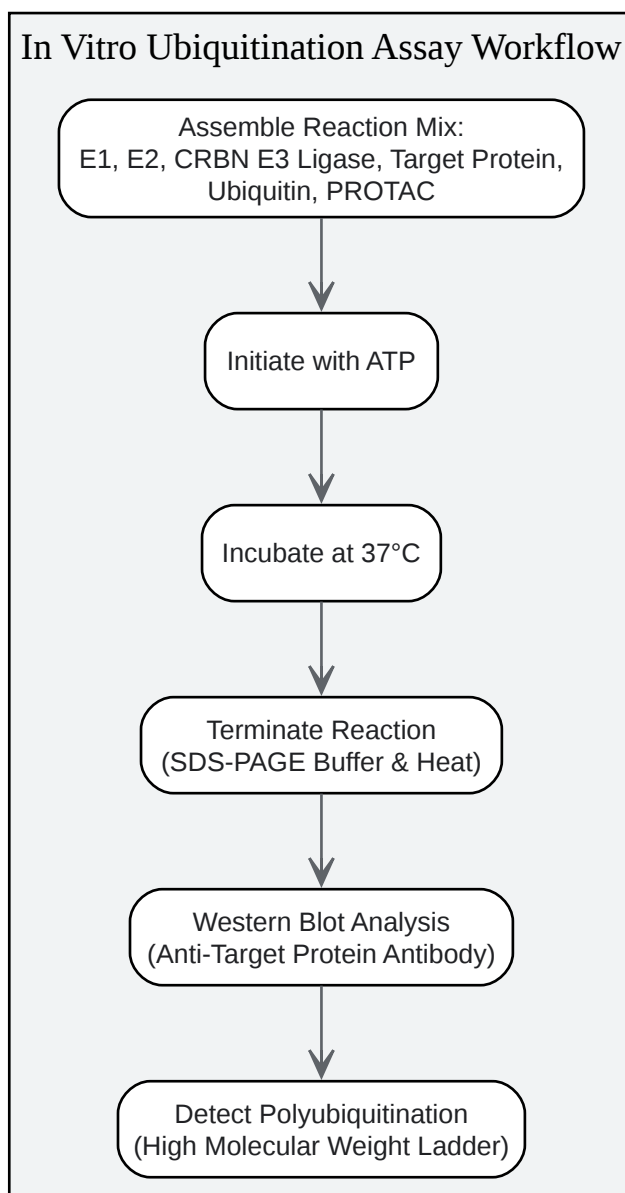 In Vitro Ubiquitination Assay Workflow
Assemble Reaction Mix:
E1, E2, CRBN E3 Ligase, Target Protein,
Ubiquitin, PROTAC
Initiate with ATP
Incubate at 37°C
Terminate Reaction
(SDS-PAGE Buffer & Heat)
Western Blot Analysis
(Anti-Target Protein Antibody)
Detect Polyubiquitination
(High Molecular Weight Ladder)